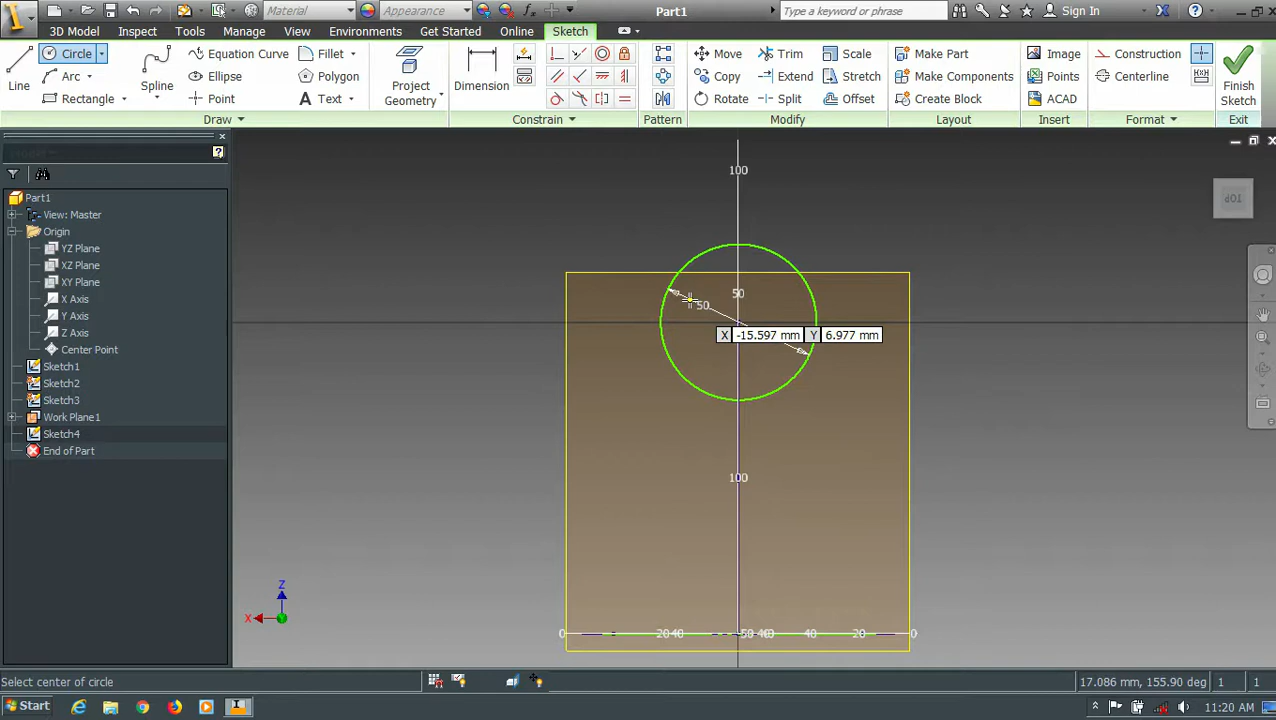 Material Appearance fx Part1 Type a keyword or phrase Sign In
3D Model Inspect Tools Manage View Environments Get Started Online Sketch
Line Circle Arc Rectangle Spline Equation Curve Ellipse Point Fillet Polygon Text Project Geometry Dimension Move Copy Rotate Trim Extend Split Scale Stretch Offset Make Part Make Components Create Block Image Points ACAD Construction Centerline Finish Sketch
Draw Constrain Pattern Modify Layout Insert Format Exit
Part1
View: Master
Origin
YZ Plane
XZ Plane
XY Plane
X Axis
Y Axis
Z Axis
Center Point
Sketch1
Sketch2
Sketch3
Work Plane1
Sketch4
End of Part
100
TOP
50
50
X -15.597 mm Y 6.977 mm
100
Z
X Y
0 20 40 50 40 20 0
Select center of circle 17.086 mm, 155.90 deg 1 1
Start 11:20 AM